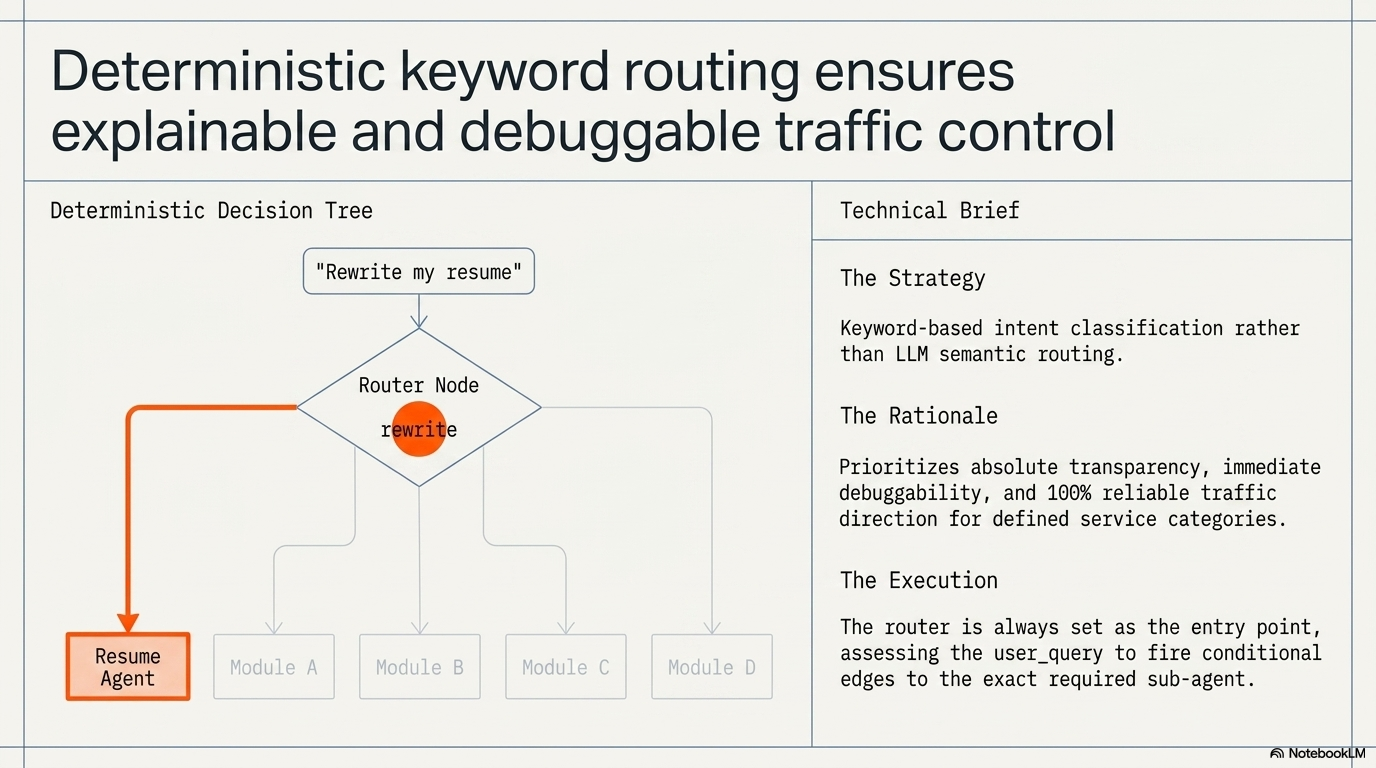 Deterministic keyword routing ensures
explainable and debuggable traffic control
Deterministic Decision Tree
"Rewrite my resume"
Router Node
rewrite
Resume
Agent
Module A
Module B
Module C
Module D
Technical Brief
The Strategy
Keyword-based intent classification rather
than LLM semantic routing.
The Rationale
Prioritizes absolute transparency, immediate
debuggability, and 100% reliable traffic
direction for defined service categories.
The Execution
The router is always set as the entry point,
assessing the user_query to fire conditional
edges to the exact required sub-agent.
NotebookLM